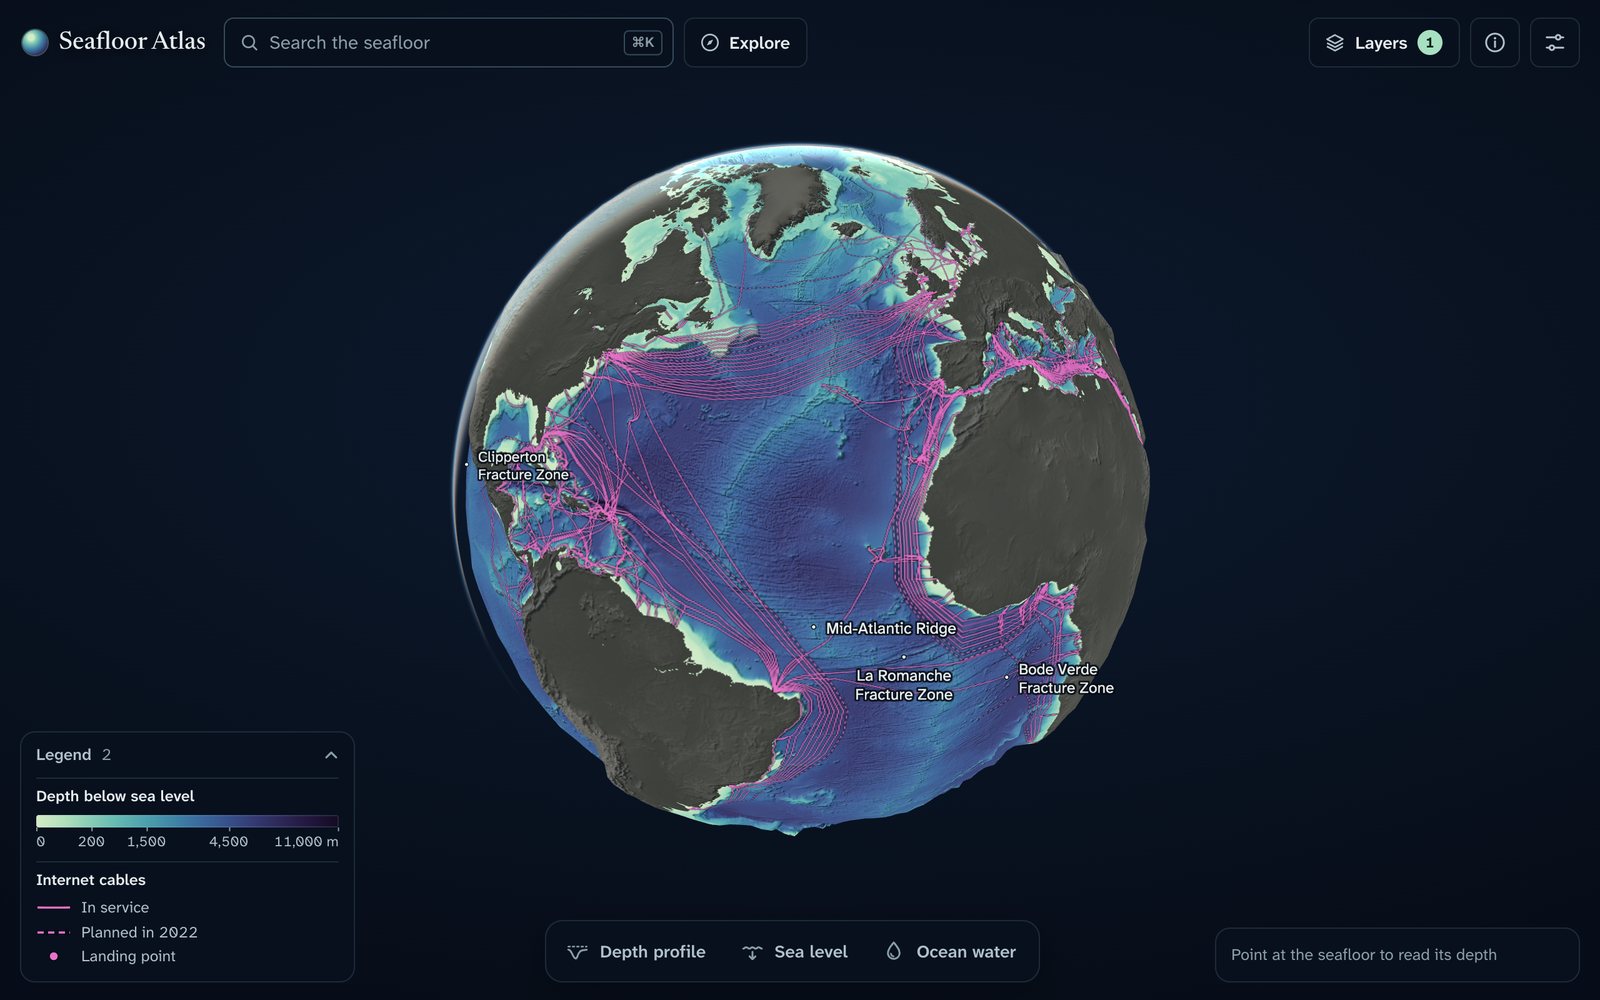 Seafloor Atlas
Search the seafloor
⌘K
Explore
Layers 1
Clipperton
Fracture Zone
Mid-Atlantic Ridge
La Romanche
Fracture Zone
Bode Verde
Fracture Zone
Legend 2
Depth below sea level
0 200 1,500 4,500 11,000 m
Internet cables
In service
Planned in 2022
Landing point
Depth profile
Sea level
Ocean water
Point at the seafloor to read its depth